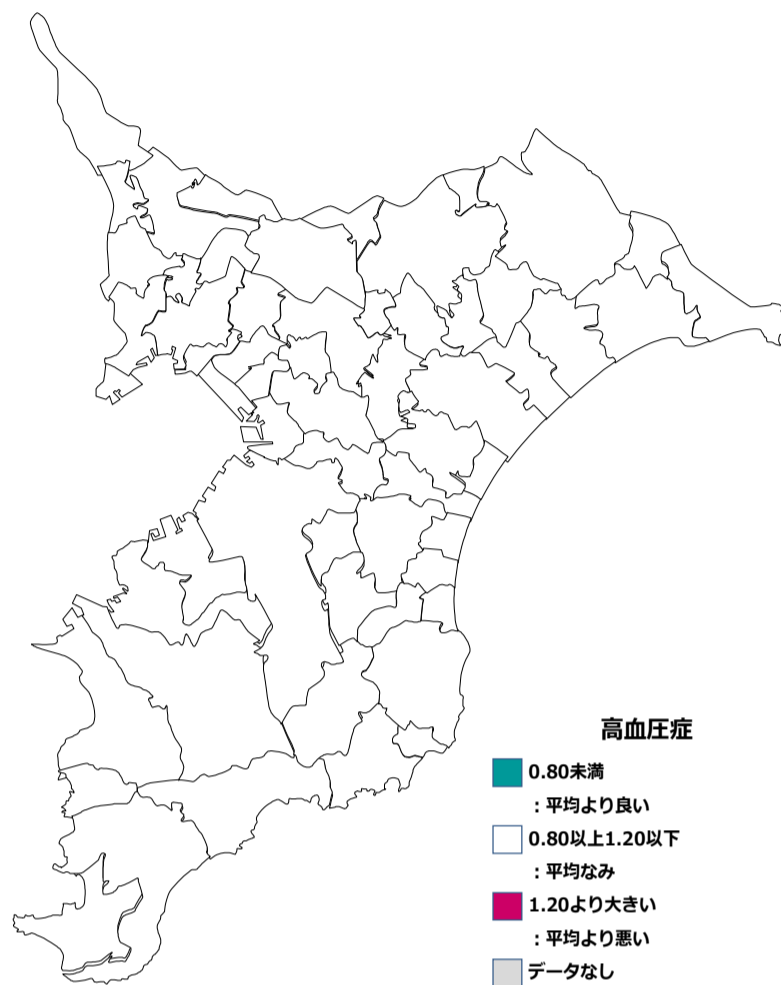 高血圧症
0.80未満
：平均より良い
0.80以上1.20以下
：平均なみ
1.20より大きい
：平均より悪い
データなし